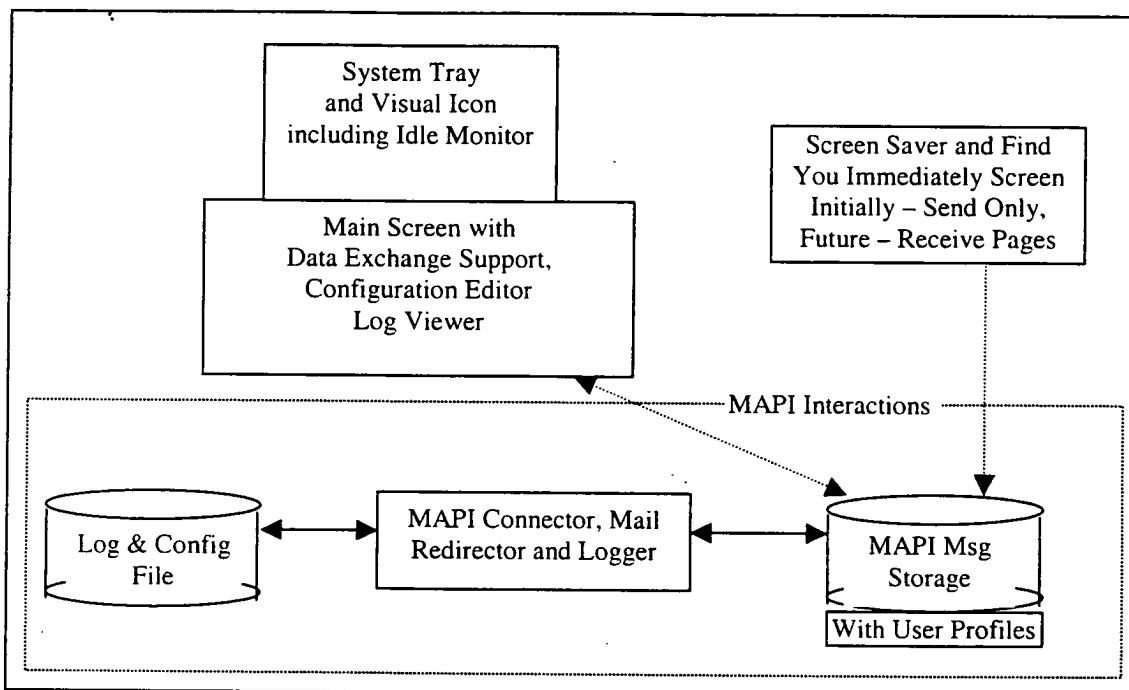 System Tray
and Visual Icon
including Idle Monitor
Screen Saver and Find
You Immediately Screen
Initially – Send Only,
Future – Receive Pages
Main Screen with
Data Exchange Support,
Configuration Editor
Log Viewer
MAPI Interactions
Log & Config
File
MAPI Connector, Mail
Redirector and Logger
MAPI Msg
Storage
With User Profiles